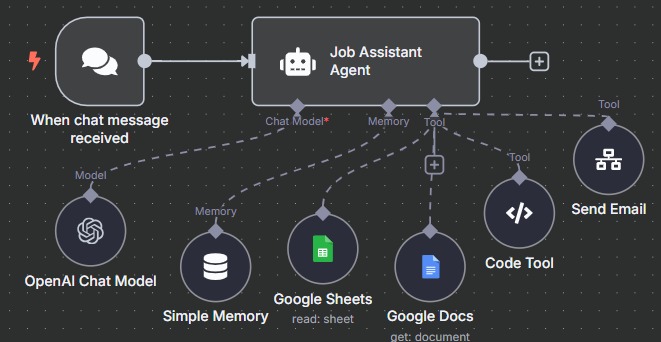 Job Assistant
Agent
When chat message
received
Chat Model*
Memory
Tool
Tool
Model
Memory
Tool
OpenAI Chat Model
Simple Memory
Google Sheets
read: sheet
Google Docs
get: document
Code Tool
Send Email